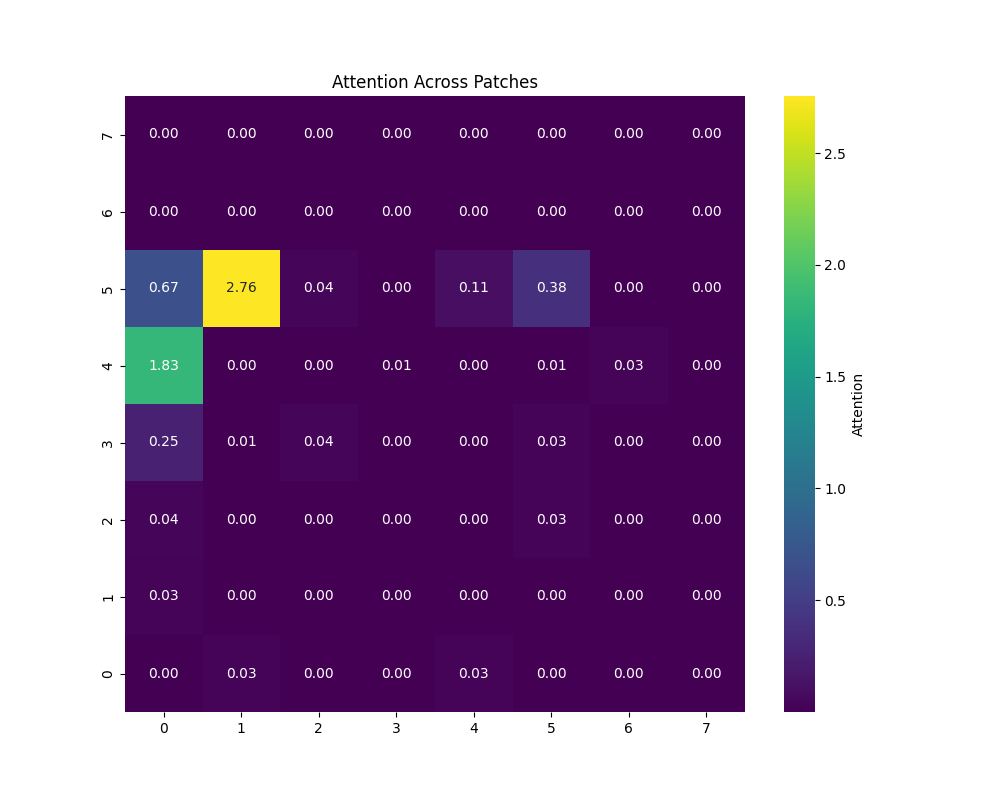 Attention Across Patches
7 0.00 0.00 0.00 0.00 0.00 0.00 0.00 0.00
6 0.00 0.00 0.00 0.00 0.00 0.00 0.00 0.00
5 0.67 2.76 0.04 0.00 0.11 0.38 0.00 0.00
4 1.83 0.00 0.00 0.01 0.00 0.01 0.03 0.00
3 0.25 0.01 0.04 0.00 0.00 0.03 0.00 0.00
2 0.04 0.00 0.00 0.00 0.00 0.03 0.00 0.00
1 0.03 0.00 0.00 0.00 0.00 0.00 0.00 0.00
0 0.00 0.03 0.00 0.00 0.03 0.00 0.00 0.00
0 1 2 3 4 5 6 7
2.5
2.0
1.5
1.0
0.5
Attention